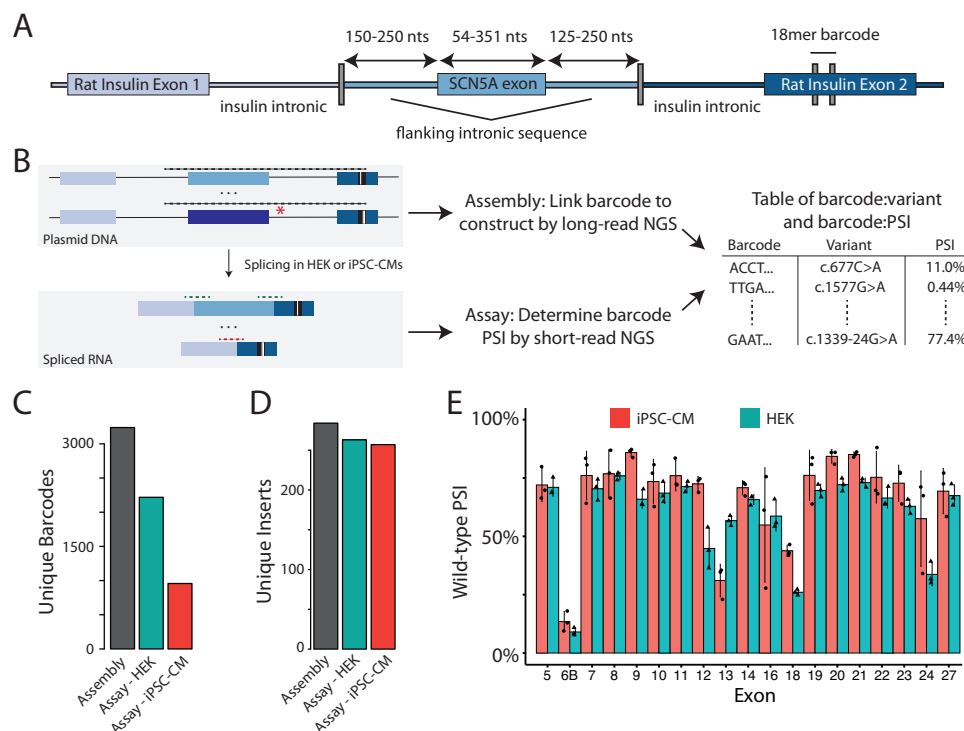 A
150-250 nts
54-351 nts
125-250 nts
18mer barcode
Rat Insulin Exon 1
SCN5A exon
Rat Insulin Exon 2
insulin intronic
insulin intronic
flanking intronic sequence
B
...
*
Plasmid DNA
Splicing in HEK or iPSC-CMs
...
Spliced RNA
Assembly: Link barcode to
construct by long-read NGS
Assay: Determine barcode
PSI by short-read NGS
Table of barcode:variant
and barcode:PSI
Barcode Variant PSI
ACCT... c.677C>A 11.0%
TTGA... c.1577G>A 0.44%
GAAT... c.1339-24G>A 77.4%
C
Unique Barcodes
3000
1500
0
Assembly
Assay - HEK
Assay - iPSC-CM
D
Unique Inserts
250
0
Assembly
Assay - HEK
Assay - iPSC-CM
E
iPSC-CM
HEK
Wild-type PSI
100%
50%
0%
5 6B 7 8 9 10 11 12 13 14 16 18 19 20 21 22 23 24 27
Exon